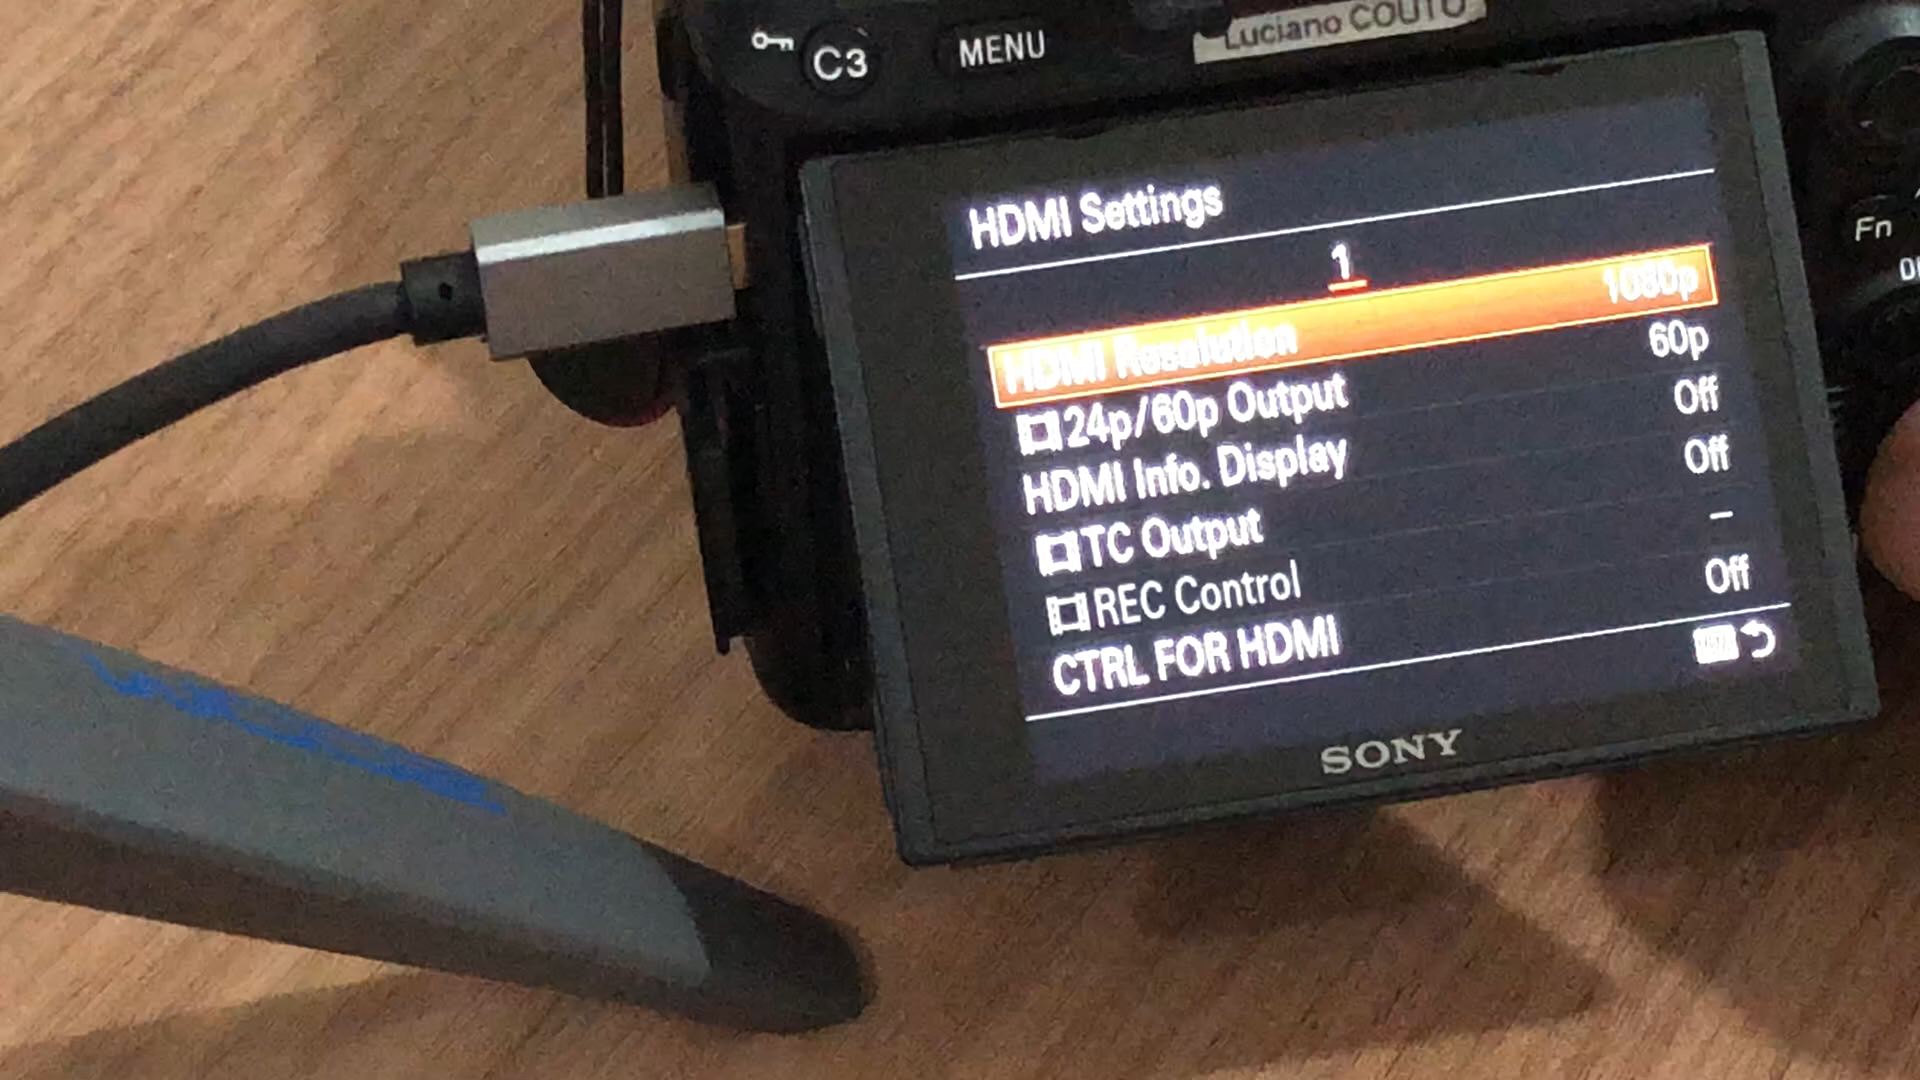 C3 MENU
Luciano COUTO
HDMI Settings
1
HDMI Resolution 1080p
24p/60p Output 60p
HDMI Info. Display Off
TC Output Off
REC Control –
CTRL FOR HDMI Off
MENU
SONY
Fn